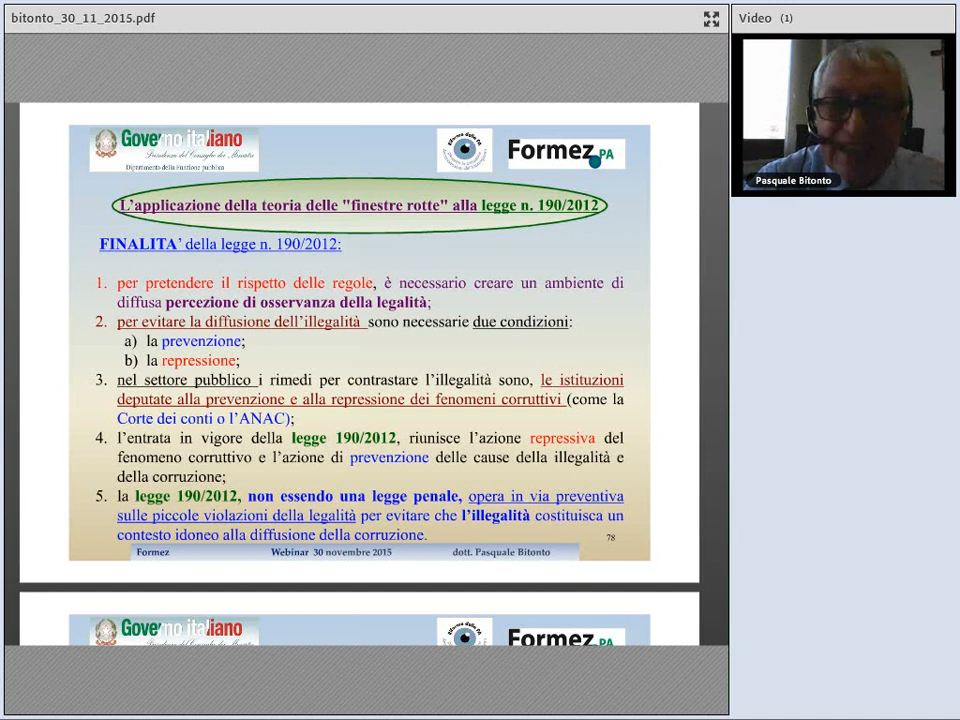 bitonto_30_11_2015.pdf
Video (1)
Pasquale Bitonto
Governo italiano
Presidenza del Consiglio dei Ministri
Dipartimento della Funzione pubblica
Formez PA
L'applicazione della teoria delle "finestre rotte" alla legge n. 190/2012
FINALITA' della legge n. 190/2012:
1. per pretendere il rispetto delle regole, è necessario creare un ambiente di
diffusa percezione di osservanza della legalità;
2. per evitare la diffusione dell'illegalità sono necessarie due condizioni:
a) la prevenzione;
b) la repressione;
3. nel settore pubblico i rimedi per contrastare l'illegalità sono, le istituzioni
deputate alla prevenzione e alla repressione dei fenomeni corruttivi (come la
Corte dei conti o l'ANAC);
4. l'entrata in vigore della legge 190/2012, riunisce l'azione repressiva del
fenomeno corruttivo e l'azione di prevenzione delle cause della illegalità e
della corruzione;
5. la legge 190/2012, non essendo una legge penale, opera in via preventiva
sulle piccole violazioni della legalità per evitare che l'illegalità costituisca un
contesto idoneo alla diffusione della corruzione.
78
Formez Webinar 30 novembre 2015 dott. Pasquale Bitonto
Governo italiano
Formez PA